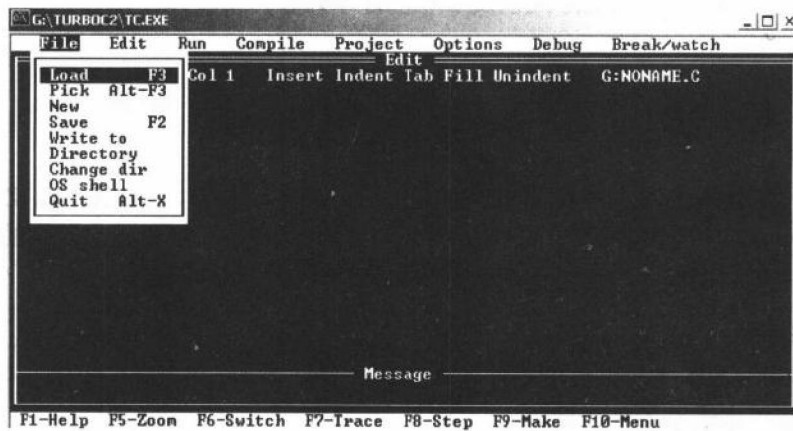 G:\TURBOC2\TC.EXE
File Edit Run Compile Project Options Debug Break/watch
Edit
Col 1 Insert Indent Tab Fill Unindent G:NONAME.C
Load F3
Pick Alt-F3
New
Save F2
Write to
Directory
Change dir
OS shell
Quit Alt-X
Message
F1-Help F5-Zoom F6-Switch F7-Trace F8-Step F9-Make F10-Menu